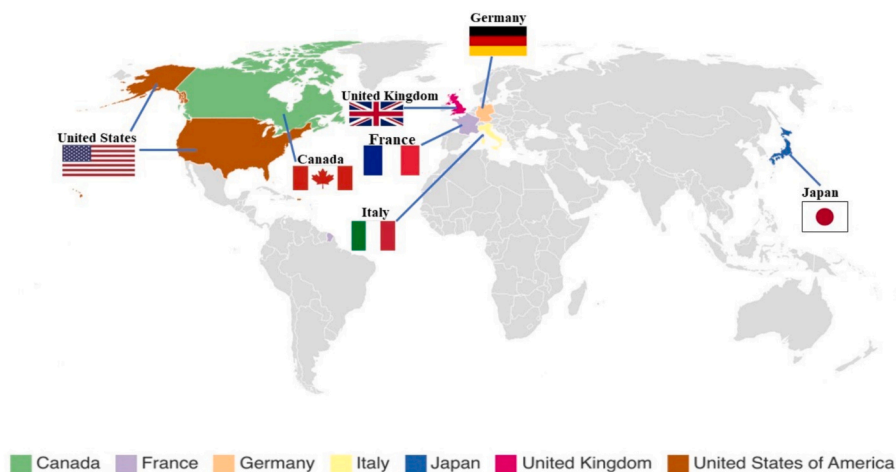 Germany
United Kingdom
United States
France
Canada
Japan
Italy
Canada France Germany Italy Japan United Kingdom United States of America